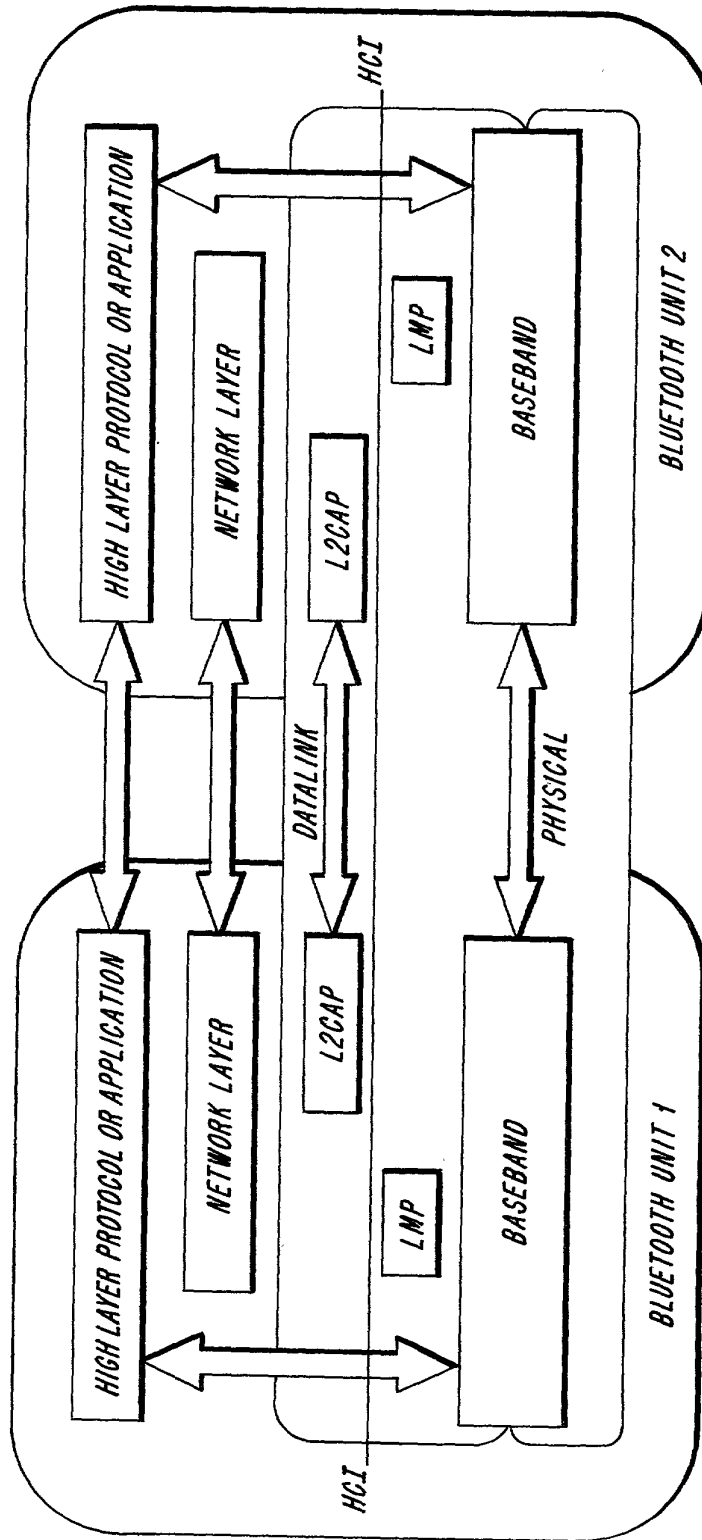 HIGH LAYER PROTOCOL OR APPLICATION
HIGH LAYER PROTOCOL OR APPLICATION
NETWORK LAYER
NETWORK LAYER
DATALINK
L2CAP
L2CAP
HCI
HCI
LMP
LMP
BASEBAND
PHYSICAL
BASEBAND
BLUETOOTH UNIT 1
BLUETOOTH UNIT 2